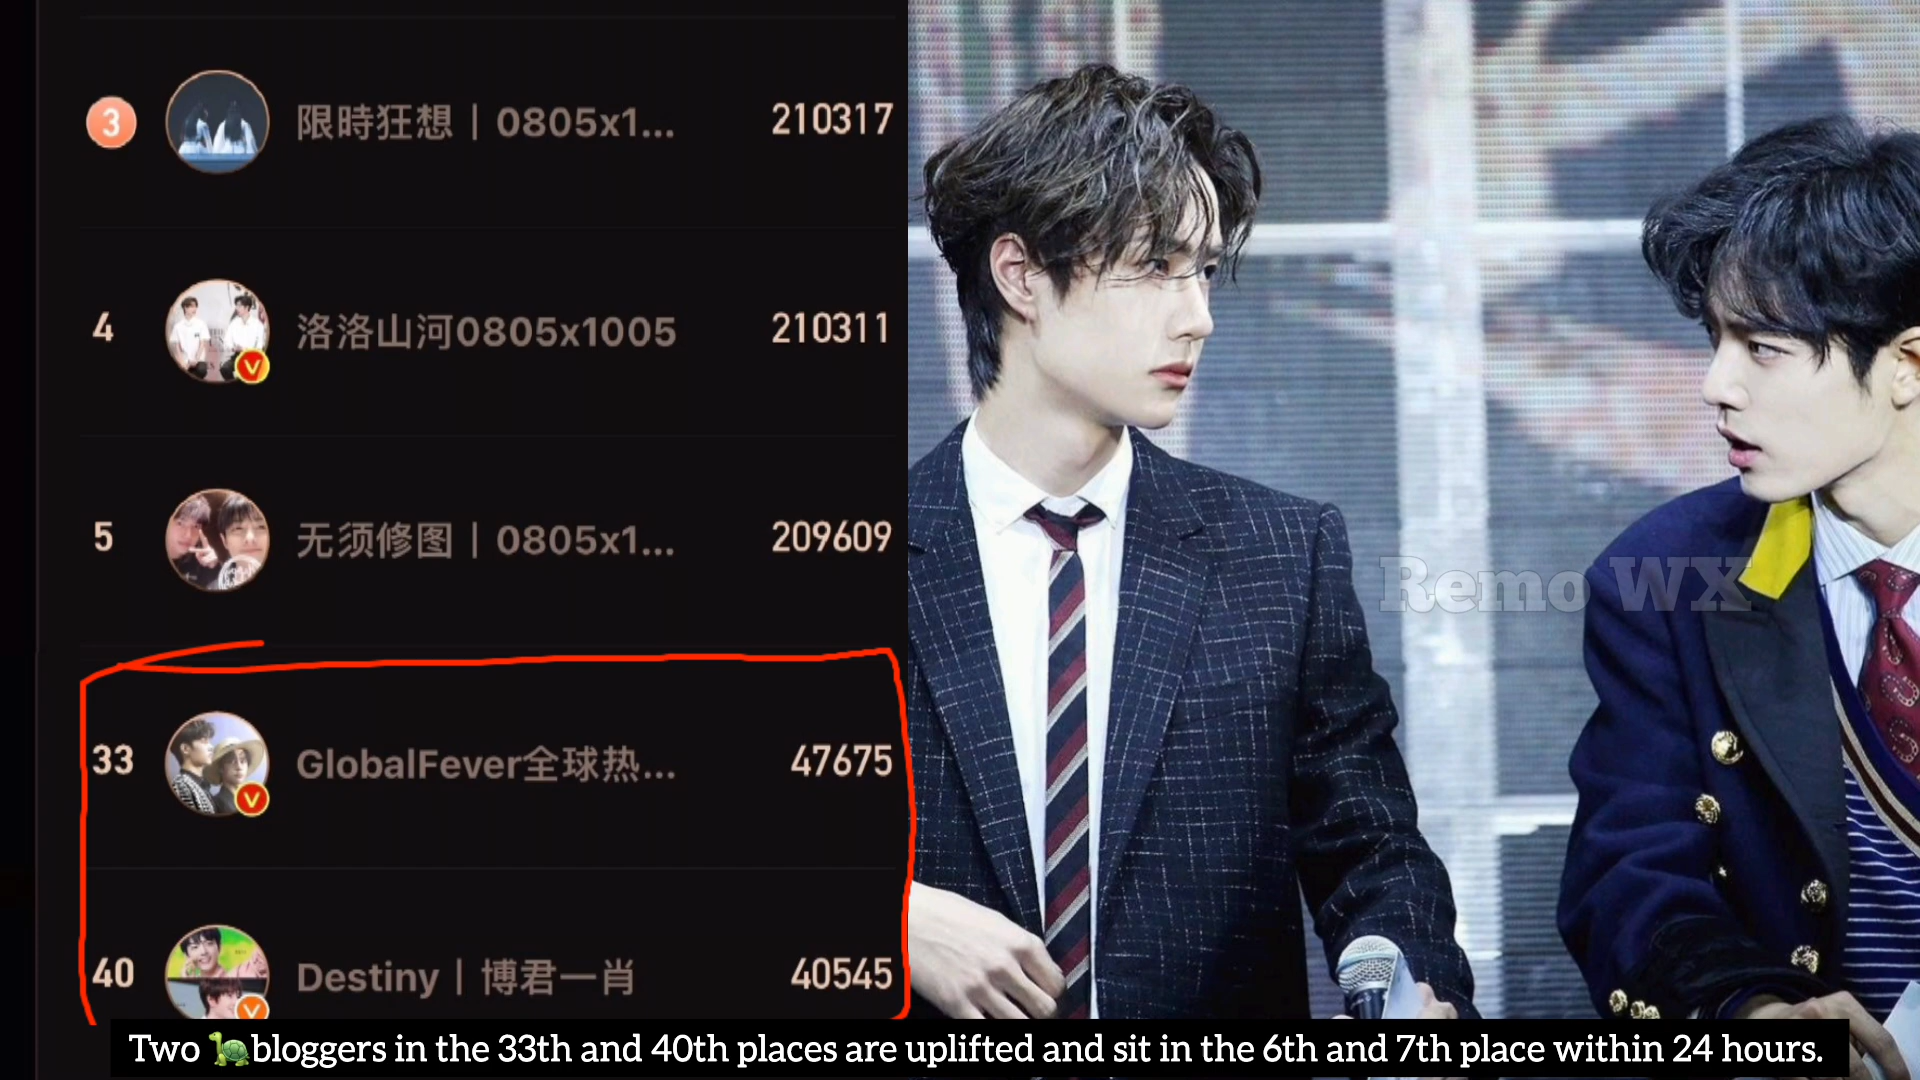 3 限時狂想｜0805x1... 210317
4 洛洛山河0805x1005 210311
5 无须修图｜0805x1... 209609
33 GlobalFever全球热... 47675
40 Destiny｜博君一肖 40545
Remo WX
Two 🐢bloggers in the 33th and 40th places are uplifted and sit in the 6th and 7th place within 24 hours.